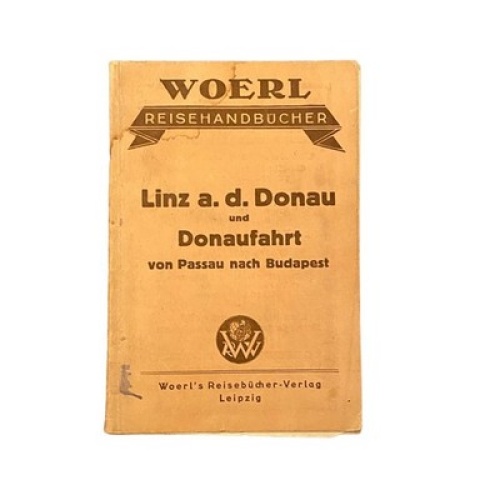 WOERL
REISEHANDBÜCHER
Linz a. d. Donau
und
Donaufahrt
von Passau nach Budapest
Woerl's Reisebücher-Verlag
Leipzig